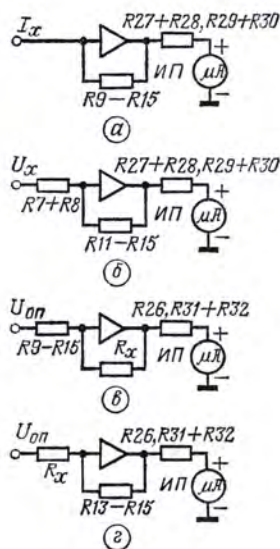 Ix
R27+R28, R29+R30
+
ИП
μA
R9–R15
–
а
Ux
R27+R28, R29+R30
+
R7+R8
ИП
μA
R11–R15
–
б
Uоп
R26, R31+R32
+
R9–R15
ИП
μA
Rx
–
в
Uоп
R26, R31+R32
+
Rx
ИП
μA
R13–R15
–
г